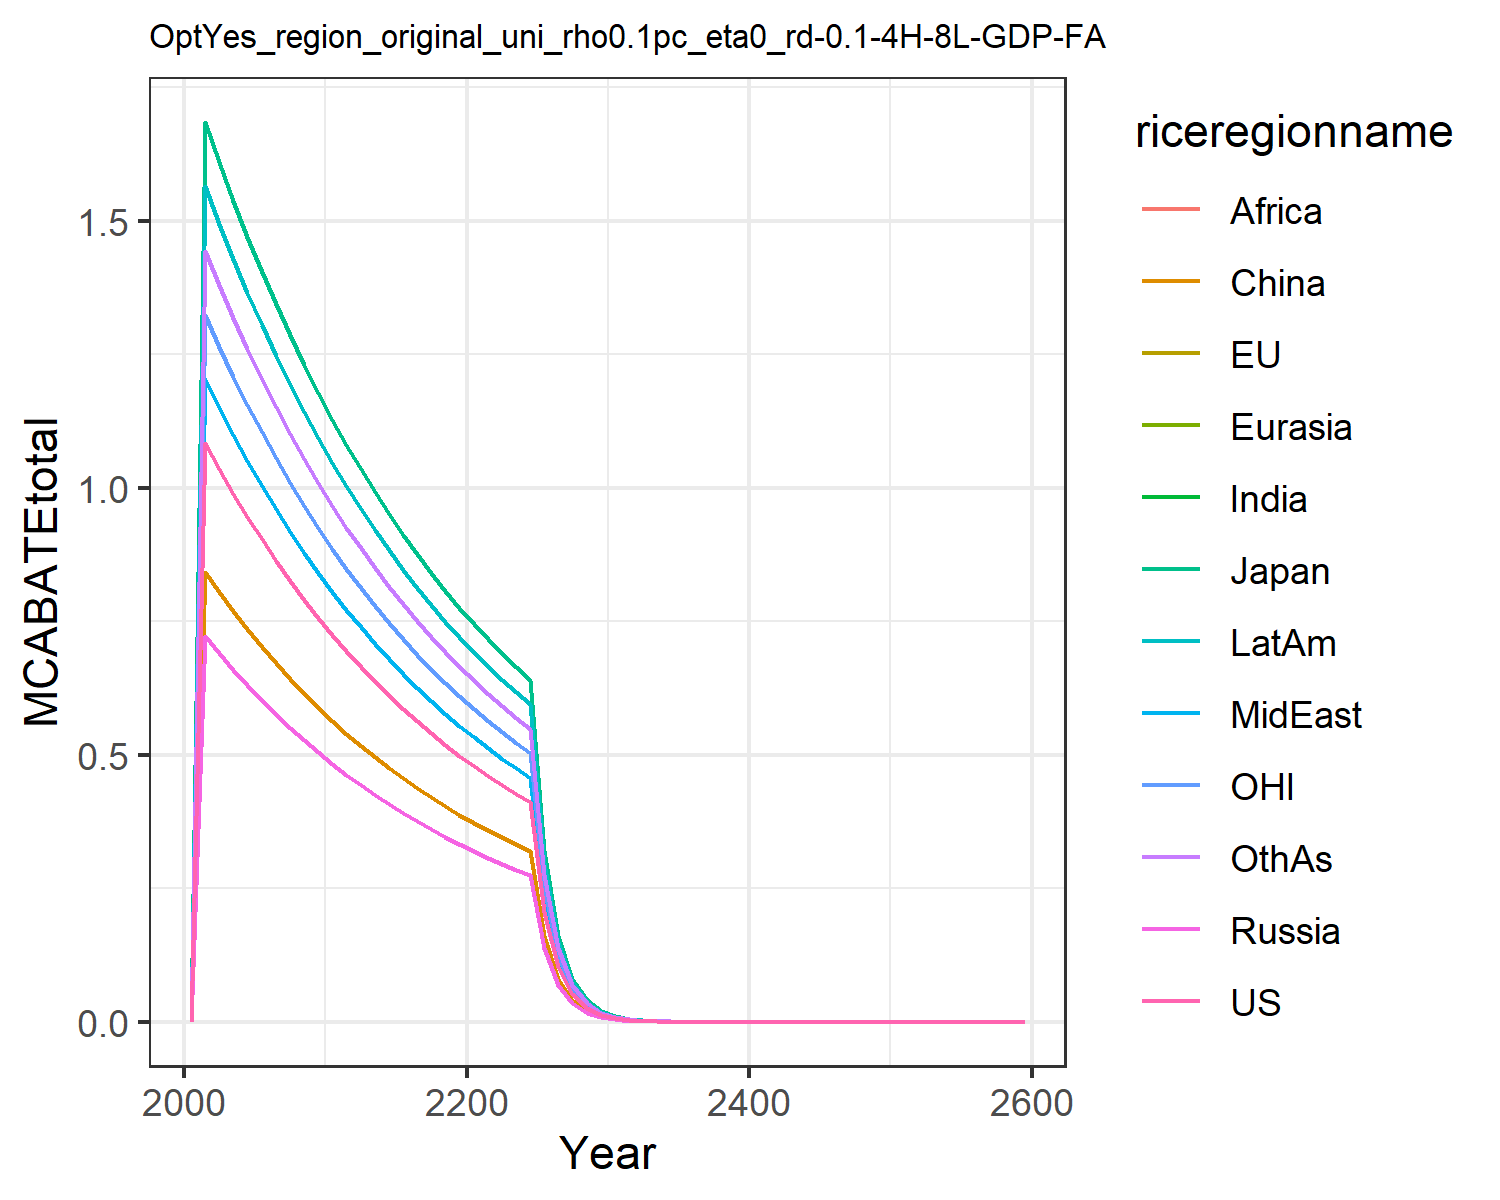 OptYes_region_original_uni_rho0.1pc_eta0_rd-0.1-4H-8L-GDP-FA
MCABATEtotal
1.5
1.0
0.5
0.0
2000
2200
2400
2600
Year
riceregionname
Africa
China
EU
Eurasia
India
Japan
LatAm
MidEast
OHI
OthAs
Russia
US